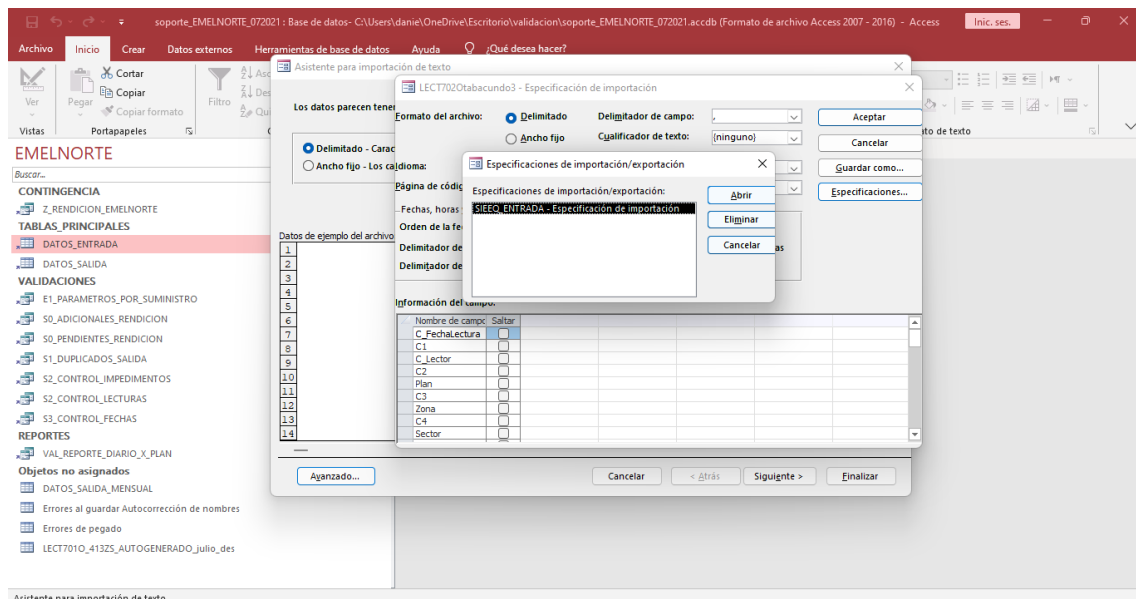 soporte_EMELNORTE_072021 : Base de datos- C:\Users\danie\OneDrive\Escritorio\validacion\soporte_EMELNORTE_072021.accdb (Formato de archivo Access 2007 - 2016) - Access
Inic. ses.
Archivo Inicio Crear Datos externos Herramientas de base de datos Ayuda ¿Qué desea hacer?
Ver
Pegar
Cortar
Copiar
Copiar formato
Filtro
Asc
Des
Qu
Vistas Portapapeles
to de texto
EMELNORTE
Buscar...
CONTINGENCIA
Z_RENDICION_EMELNORTE
TABLAS_PRINCIPALES
DATOS_ENTRADA
DATOS_SALIDA
VALIDACIONES
E1_PARAMETROS_POR_SUMINISTRO
S0_ADICIONALES_RENDICION
S0_PENDIENTES_RENDICION
S1_DUPLICADOS_SALIDA
S2_CONTROL_IMPEDIMENTOS
S2_CONTROL_LECTURAS
S3_CONTROL_FECHAS
REPORTES
VAL_REPORTE_DIARIO_X_PLAN
Objetos no asignados
DATOS_SALIDA_MENSUAL
Errores al guardar Autocorrección de nombres
Errores de pegado
LECT701O_413ZS_AUTOGENERADO_julio_des
Asistente para importación de texto
Asistente para importación de texto
Los datos parecen tener
Delimitado - Carac
Ancho fijo - Los ca
Datos de ejemplo del archivo
1
2
3
4
5
6
7
8
9
10
11
12
13
14
Avanzado...
Cancelar
< Atrás
Siguiente >
Finalizar
LECT702Otabacundo3 - Especificación de importación
Formato del archivo: Delimitado Delimitador de campo: ,
Ancho fijo Cualificador de texto: {ninguno}
Idioma:
Página de códig
Fechas, horas
Orden de la fe
Delimitador de
as
Delimitador de
Información del campo:
Aceptar
Cancelar
Guardar como...
Especificaciones...
Nombre de campc Saltar
C_FechaLectura
C1
C_Lector
C2
Plan
C3
Zona
C4
Sector
Especificaciones de importación/exportación
Especificaciones de importación/exportación:
SIEEQ_ENTRADA - Especificación de importación
Abrir
Eliminar
Cancelar